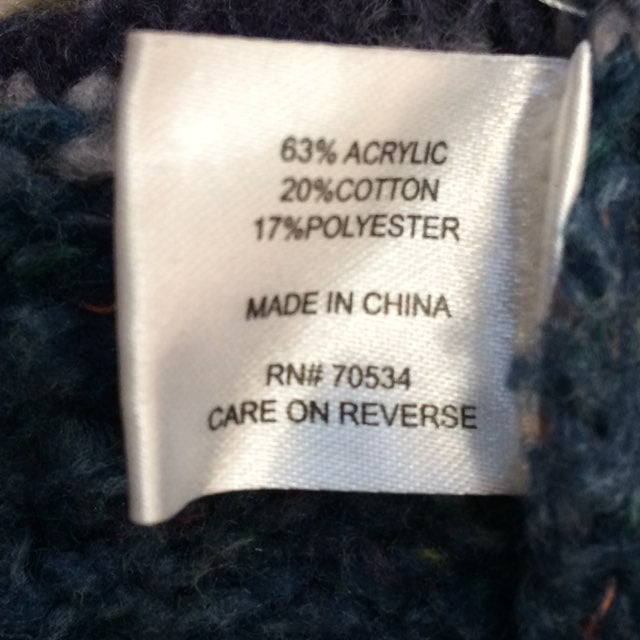 63% ACRYLIC
20%COTTON
17%POLYESTER
MADE IN CHINA
RN# 70534
CARE ON REVERSE